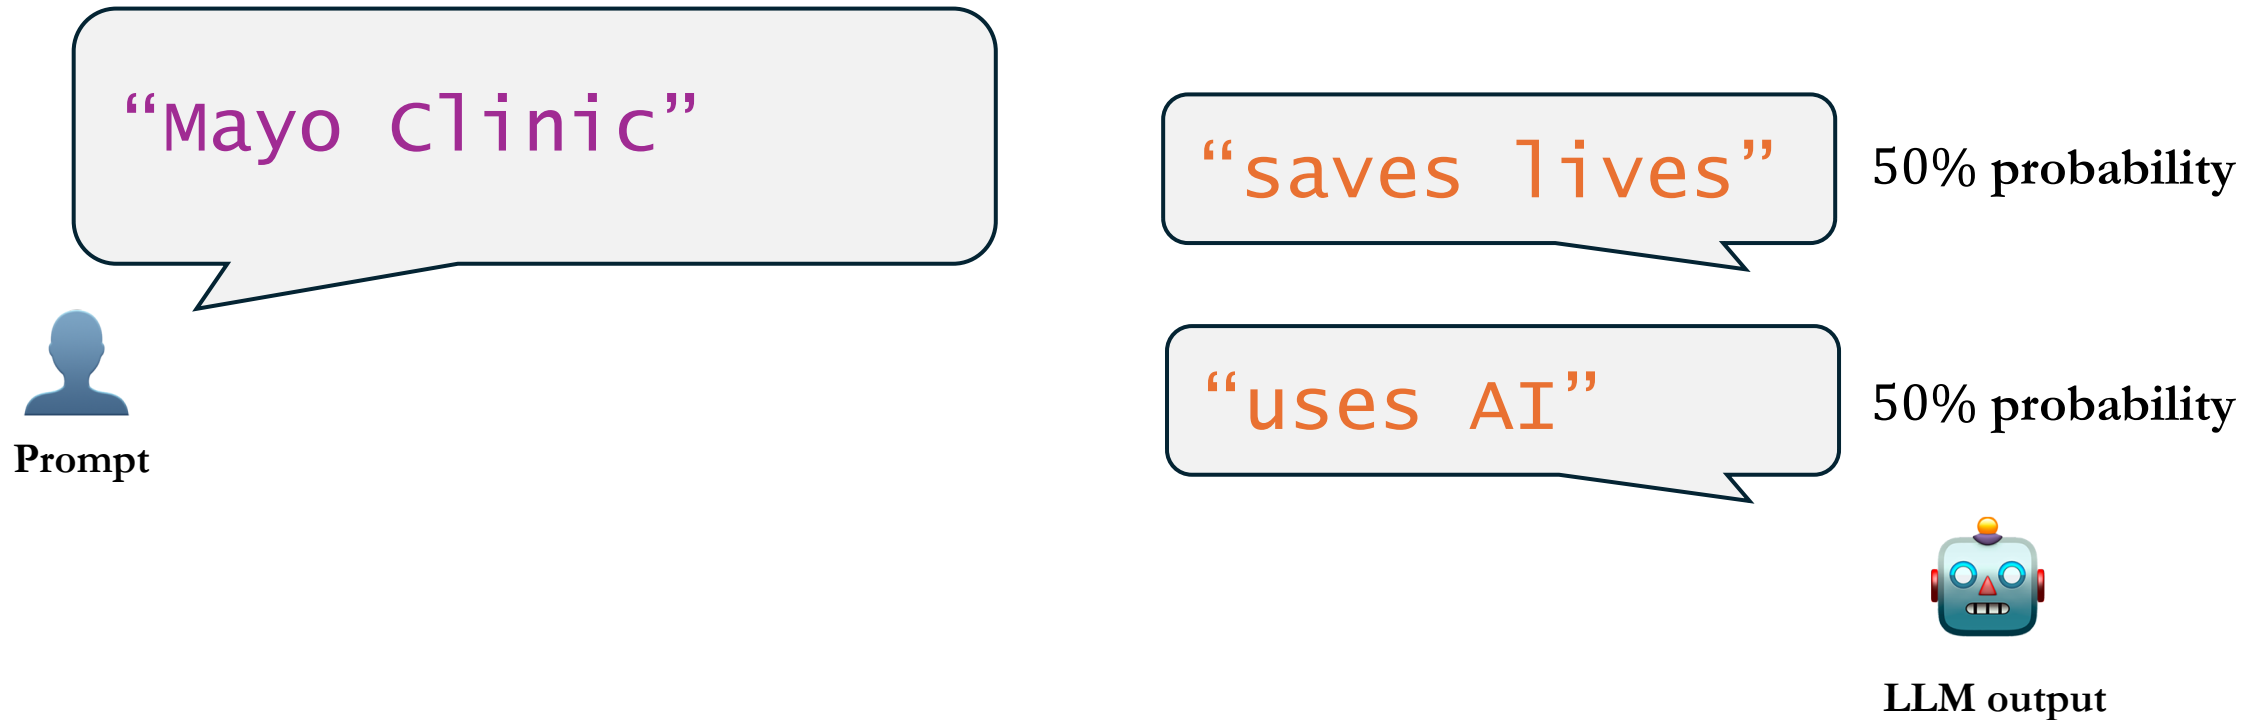 “Mayo Clinic”
“saves lives”
50% probability
“uses AI”
50% probability
Prompt
LLM output